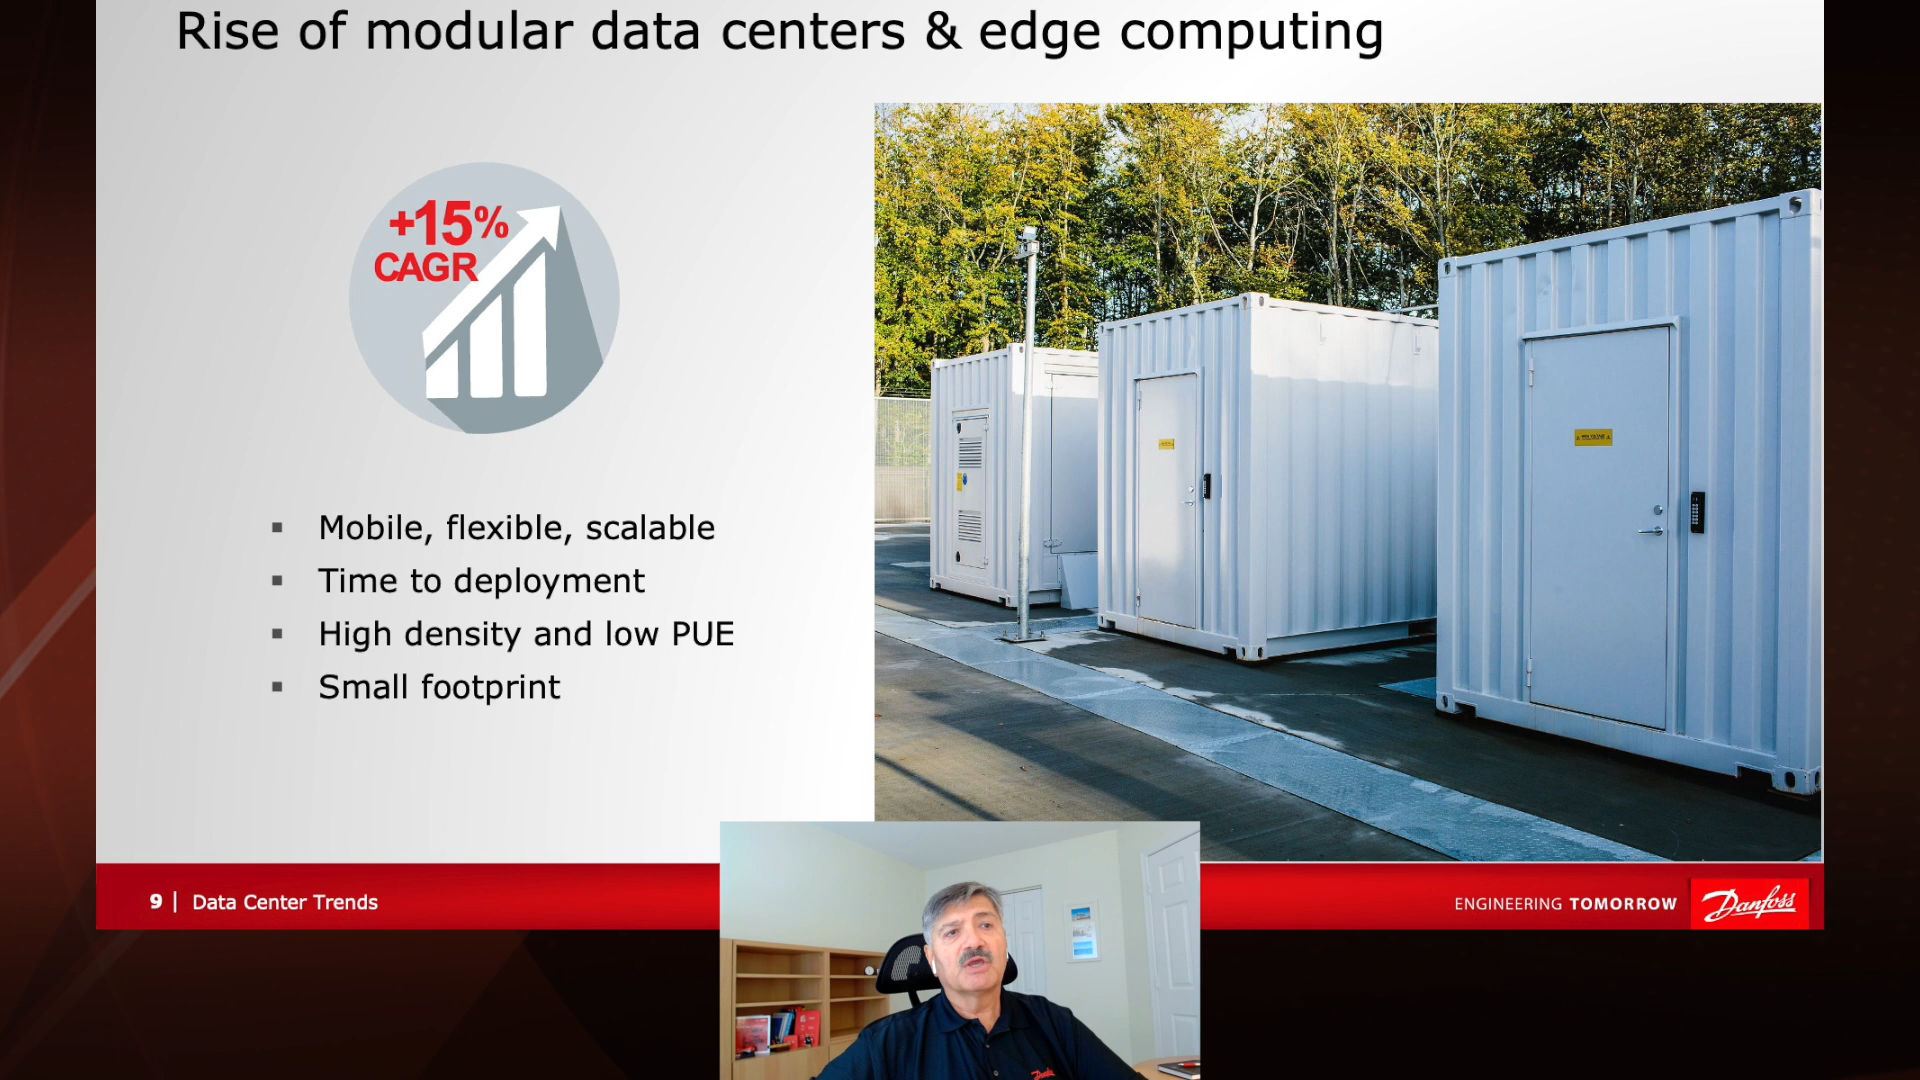 Rise of modular data centers & edge computing
+15%
CAGR
▪ Mobile, flexible, scalable
▪ Time to deployment
▪ High density and low PUE
▪ Small footprint
9 | Data Center Trends
ENGINEERING TOMORROW
Danfoss
Danfoss